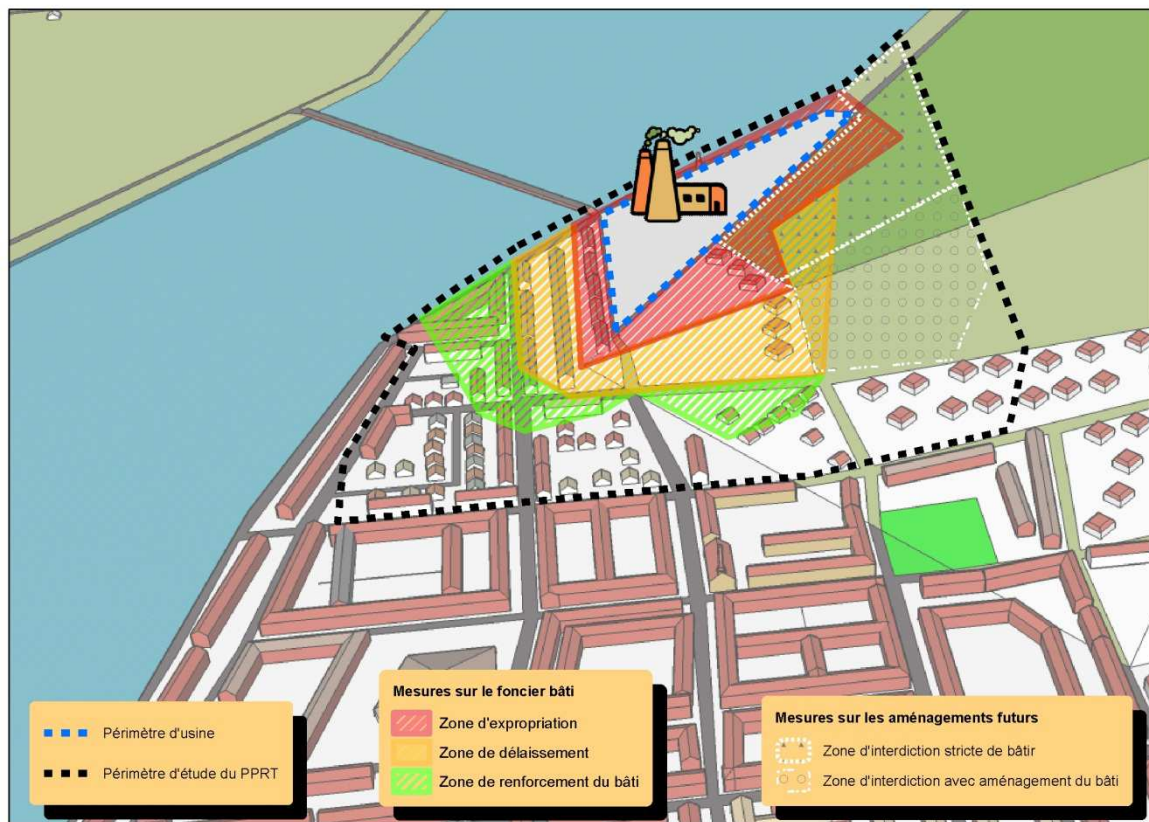 Périmètre d'usine
Périmètre d'étude du PPRT
Mesures sur le foncier bâti
Zone d'expropriation
Zone de délaissement
Zone de renforcement du bâti
Mesures sur les aménagements futurs
Zone d'interdiction stricte de bâtir
Zone d'interdiction avec aménagement du bâti